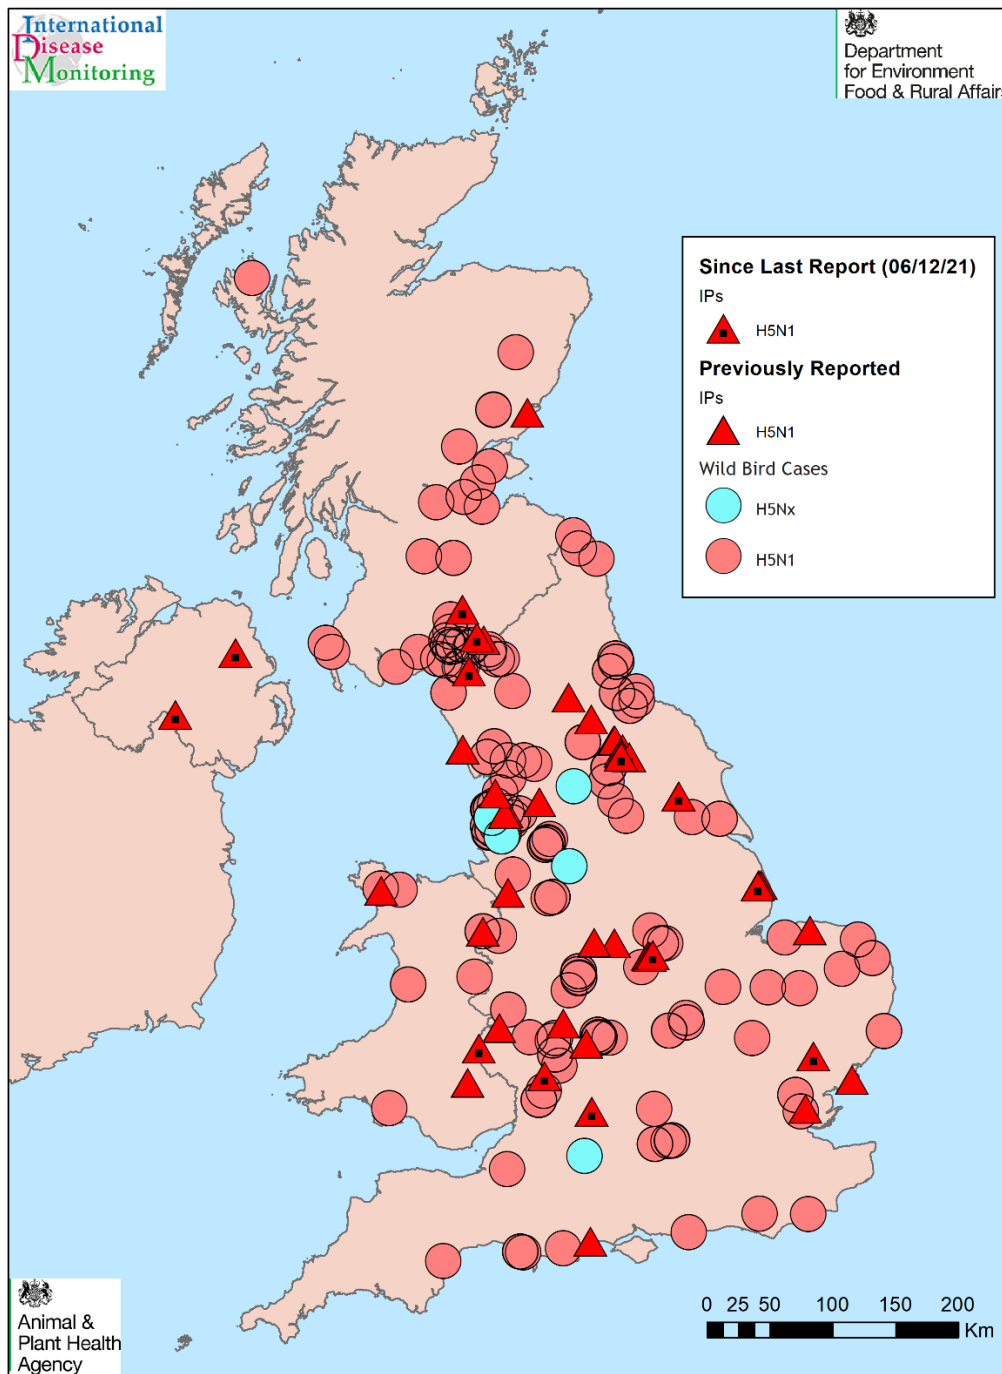 International
Disease
Monitoring
Department
for Environment
Food & Rural Affairs
Since Last Report (06/12/21)
IPs
H5N1
Previously Reported
IPs
H5N1
Wild Bird Cases
H5Nx
H5N1
0 25 50 100 150 200
Km
Animal &
Plant Health
Agency